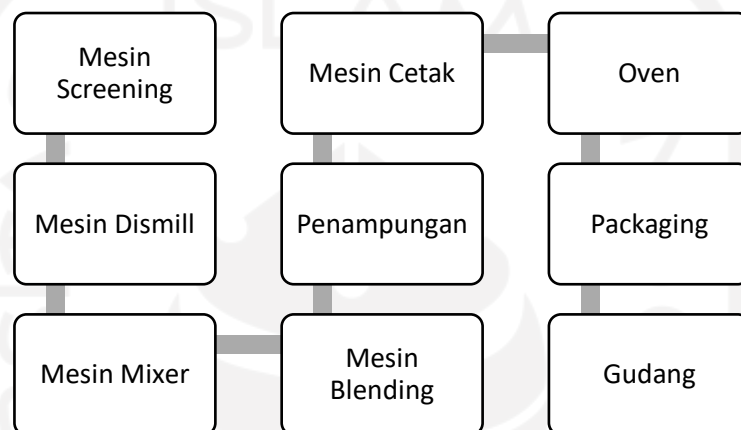 Mesin
Screening
Mesin Dismill
Mesin Mixer
Mesin
Blending
Penampungan
Mesin Cetak
Oven
Packaging
Gudang